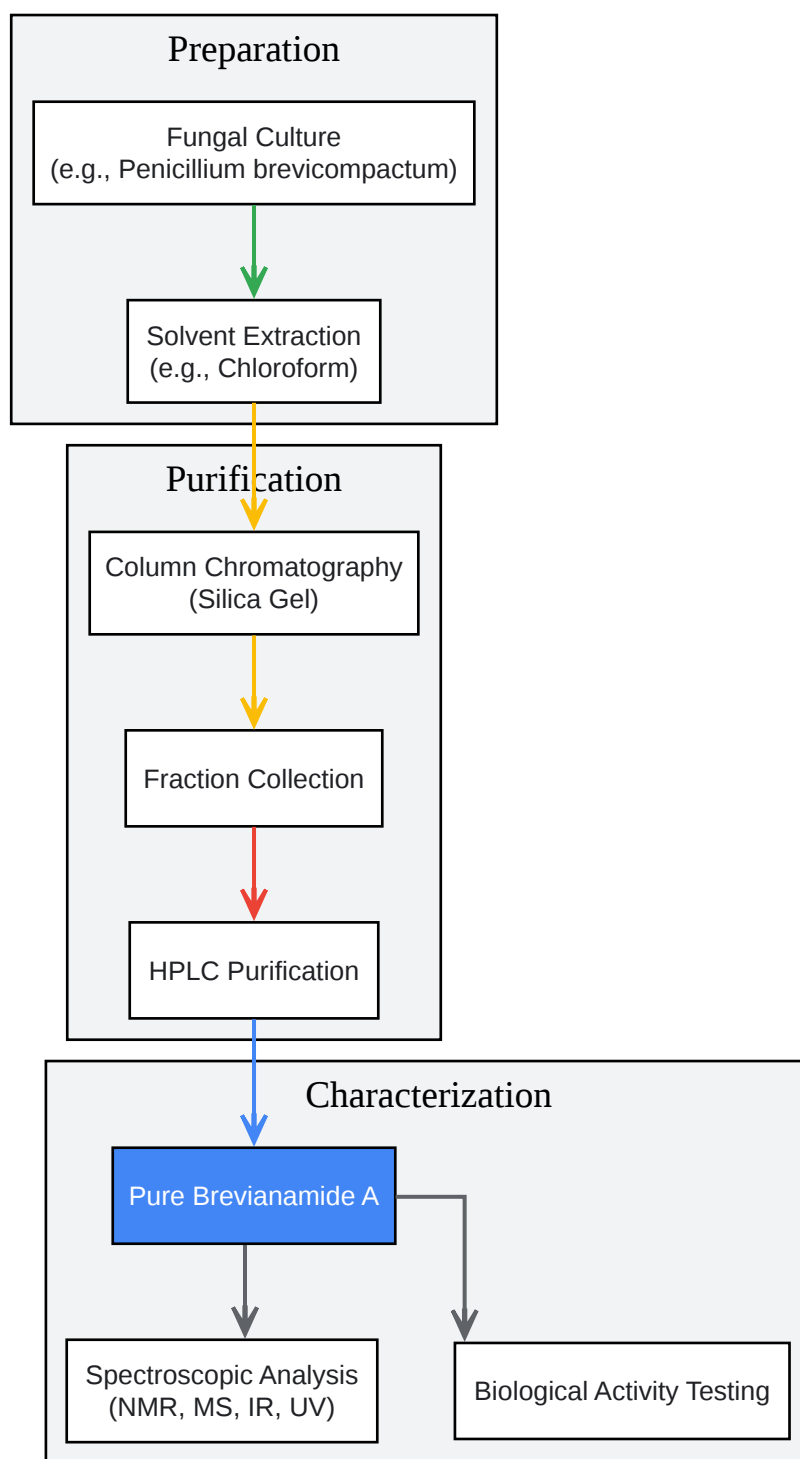 Preparation
Fungal Culture
(e.g., Penicillium brevicompactum)
Solvent Extraction
(e.g., Chloroform)
Purification
Column Chromatography
(Silica Gel)
Fraction Collection
HPLC Purification
Characterization
Pure Brevianamide A
Spectroscopic Analysis
(NMR, MS, IR, UV)
Biological Activity Testing